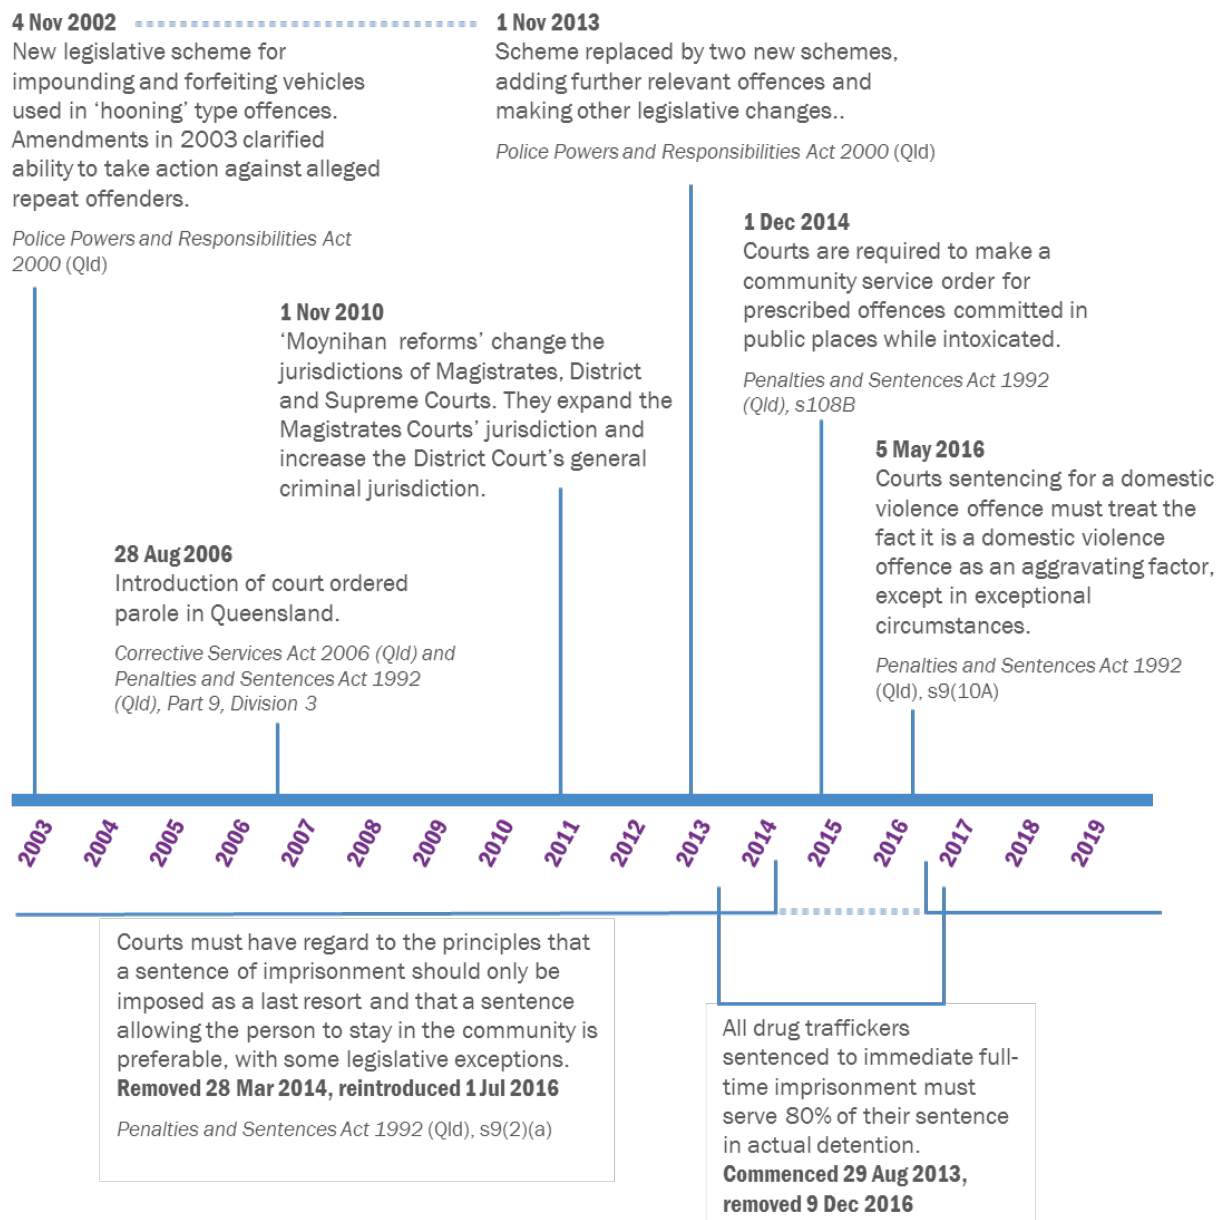 4 Nov 2002
New legislative scheme for
impounding and forfeiting vehicles
used in ‘hooning’ type offences.
Amendments in 2003 clarified
ability to take action against alleged
repeat offenders.
Police Powers and Responsibilities Act
2000 (Qld)
1 Nov 2013
Scheme replaced by two new schemes,
adding further relevant offences and
making other legislative changes..
Police Powers and Responsibilities Act 2000 (Qld)
1 Dec 2014
Courts are required to make a
community service order for
prescribed offences committed in
public places while intoxicated.
Penalties and Sentences Act 1992
(Qld), s108B
1 Nov 2010
‘Moynihan reforms’ change the
jurisdictions of Magistrates, District
and Supreme Courts. They expand the
Magistrates Courts’ jurisdiction and
increase the District Court’s general
criminal jurisdiction.
5 May 2016
Courts sentencing for a domestic
violence offence must treat the
fact it is a domestic violence
offence as an aggravating factor,
except in exceptional
circumstances.
Penalties and Sentences Act 1992
(Qld), s9(10A)
28 Aug 2006
Introduction of court ordered
parole in Queensland.
Corrective Services Act 2006 (Qld) and
Penalties and Sentences Act 1992
(Qld), Part 9, Division 3
2003 2004 2005 2006 2007 2008 2009 2010 2011 2012 2013 2014 2015 2016 2017 2018 2019
Courts must have regard to the principles that
a sentence of imprisonment should only be
imposed as a last resort and that a sentence
allowing the person to stay in the community is
preferable, with some legislative exceptions.
Removed 28 Mar 2014, reintroduced 1 Jul 2016
Penalties and Sentences Act 1992 (Qld), s9(2)(a)
All drug traffickers
sentenced to immediate full-
time imprisonment must
serve 80% of their sentence
in actual detention.
Commenced 29 Aug 2013,
removed 9 Dec 2016